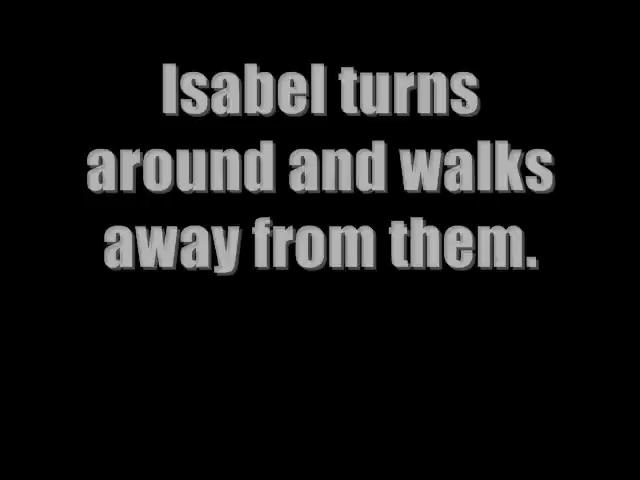 Isabel turns
around and walks
away from them.